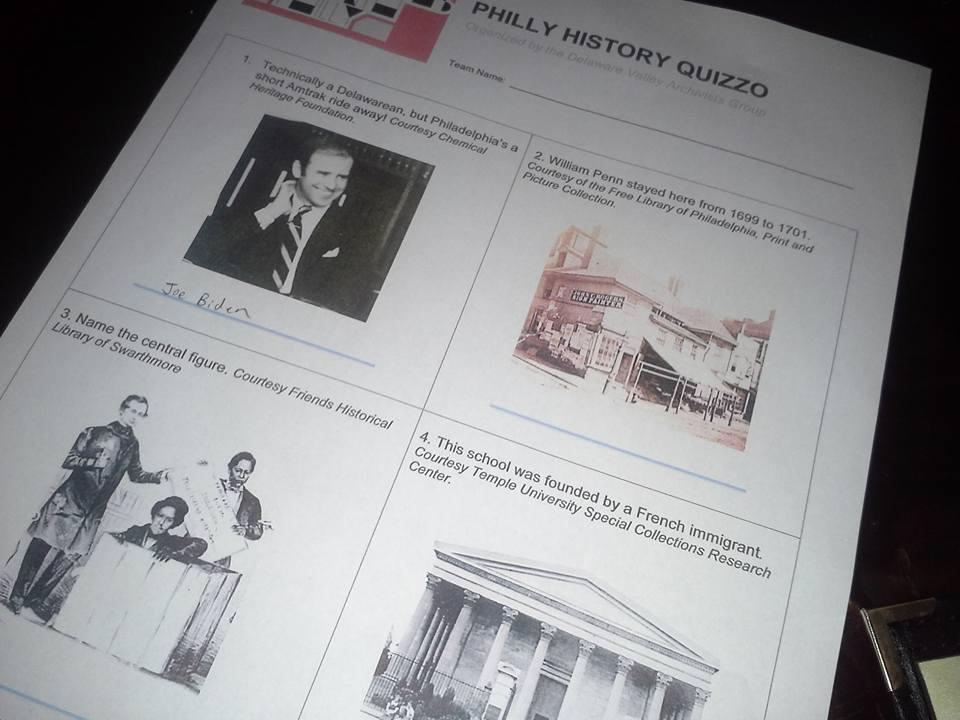 PHILLY HISTORY QUIZZO
Organized by the Delaware Valley Archivists Group
Team Name:
1. Technically a Delawarean, but Philadelphia's a
short Amtrak ride away! Courtesy Chemical
Heritage Foundation.
Joe Biden
2. William Penn stayed here from 1699 to 1701.
Courtesy of the Free Library of Philadelphia, Print and
Picture Collection.
SIGN PAINTER
3. Name the central figure. Courtesy Friends Historical
Library of Swarthmore
4. This school was founded by a French immigrant.
Courtesy Temple University Special Collections Research
Center.